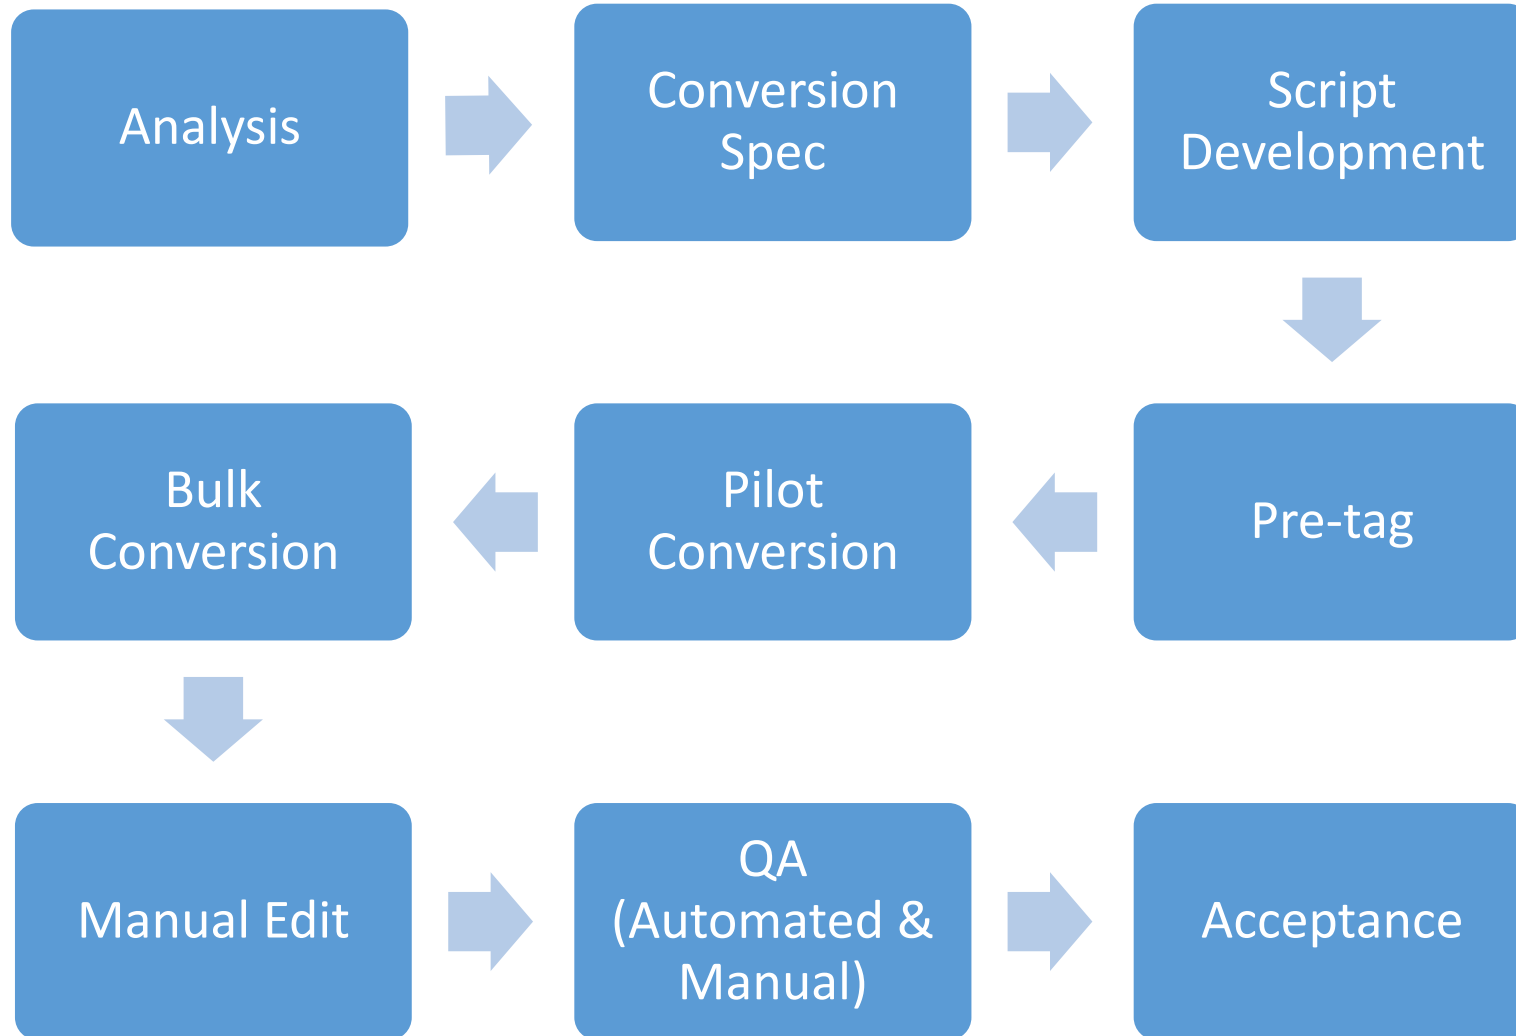 Analysis
Conversion
Spec
Script
Development
Bulk
Conversion
Pilot
Conversion
Pre-tag
Manual Edit
QA
(Automated &
Manual)
Acceptance